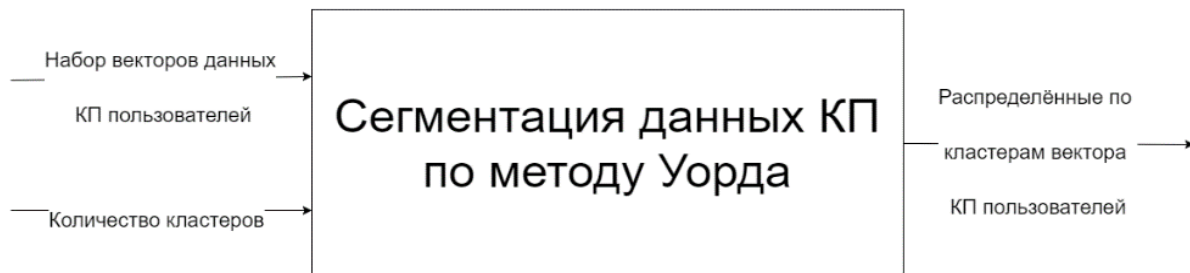 Набор векторов данных
КП пользователей
Количество кластеров
Сегментация данных КП
по методу Уорда
Распределённые по
кластерам вектора
КП пользователей